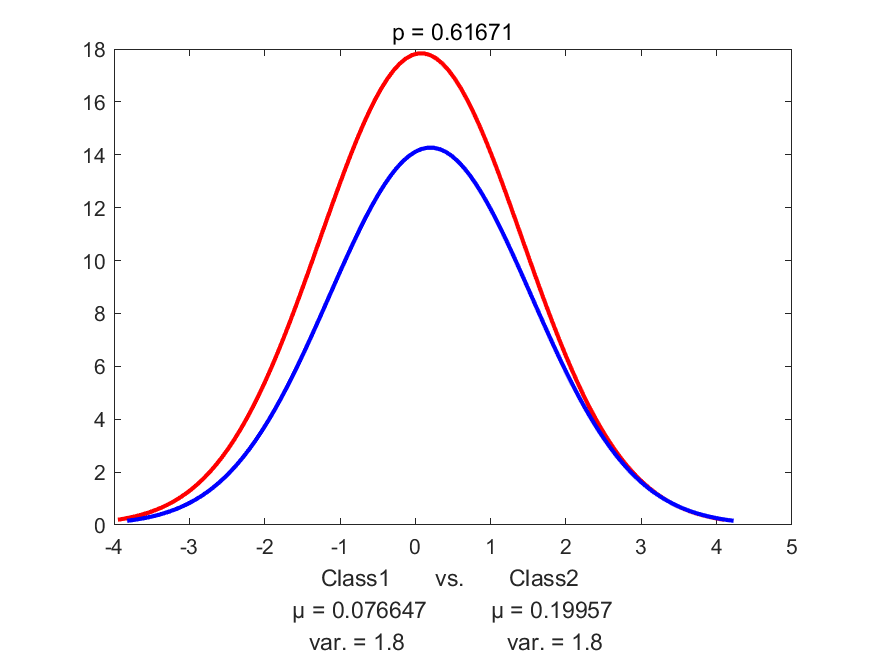 p = 0.61671
18
16
14
12
10
8
6
4
2
0
-4 -3 -2 -1 0 1 2 3 4 5
Class1 vs. Class2
μ = 0.076647 μ = 0.19957
var. = 1.8 var. = 1.8